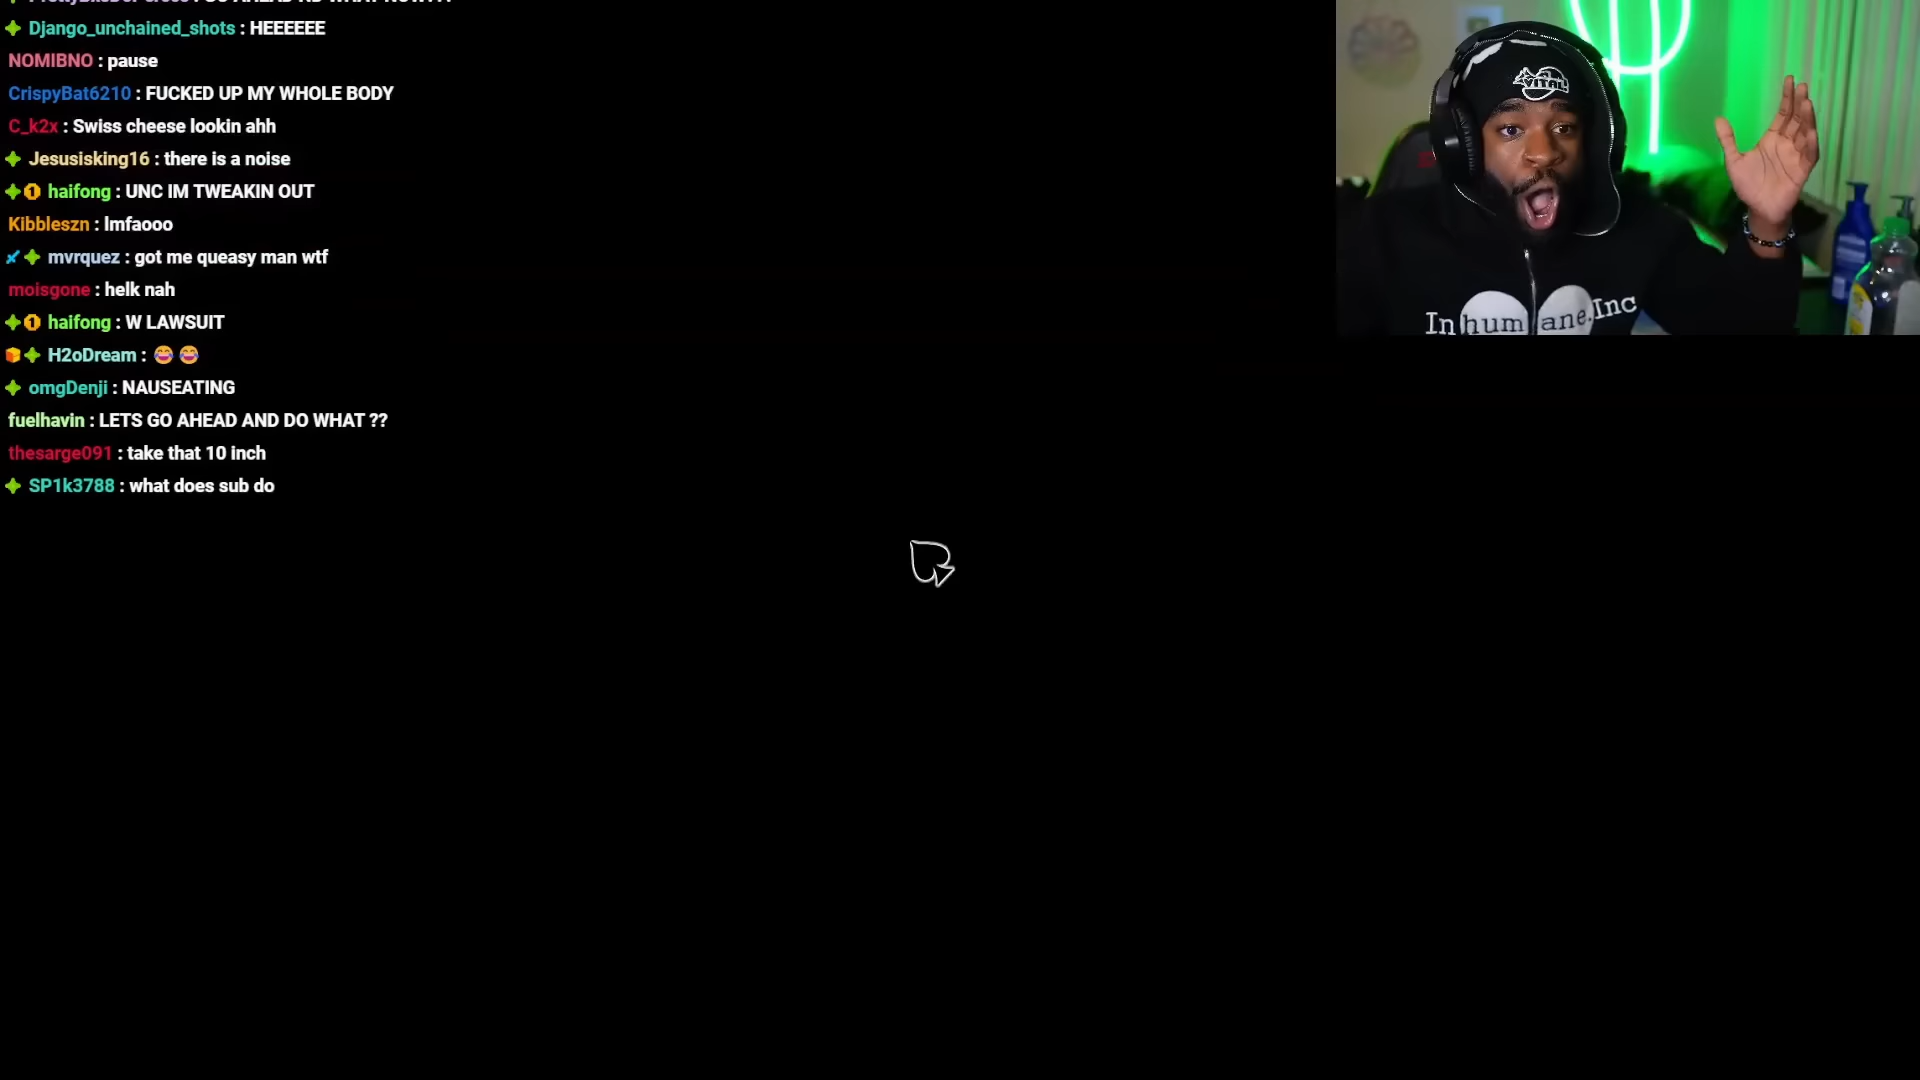 Django_unchained_shots : HEEEEEE
NOMIBNO : pause
CrispyBat6210 : FUCKED UP MY WHOLE BODY
C_k2x : Swiss cheese lookin ahh
Jesusisking16 : there is a noise
haifong : UNC IM TWEAKIN OUT
Kibbleszn : lmfaooo
mvrquez : got me queasy man wtf
moisgone : helk nah
haifong : W LAWSUIT
H2oDream : 😂 😂
omgDenji : NAUSEATING
fuelhavin : LETS GO AHEAD AND DO WHAT ??
thesarge091 : take that 10 inch
SP1k3788 : what does sub do
Inhumane.Inc